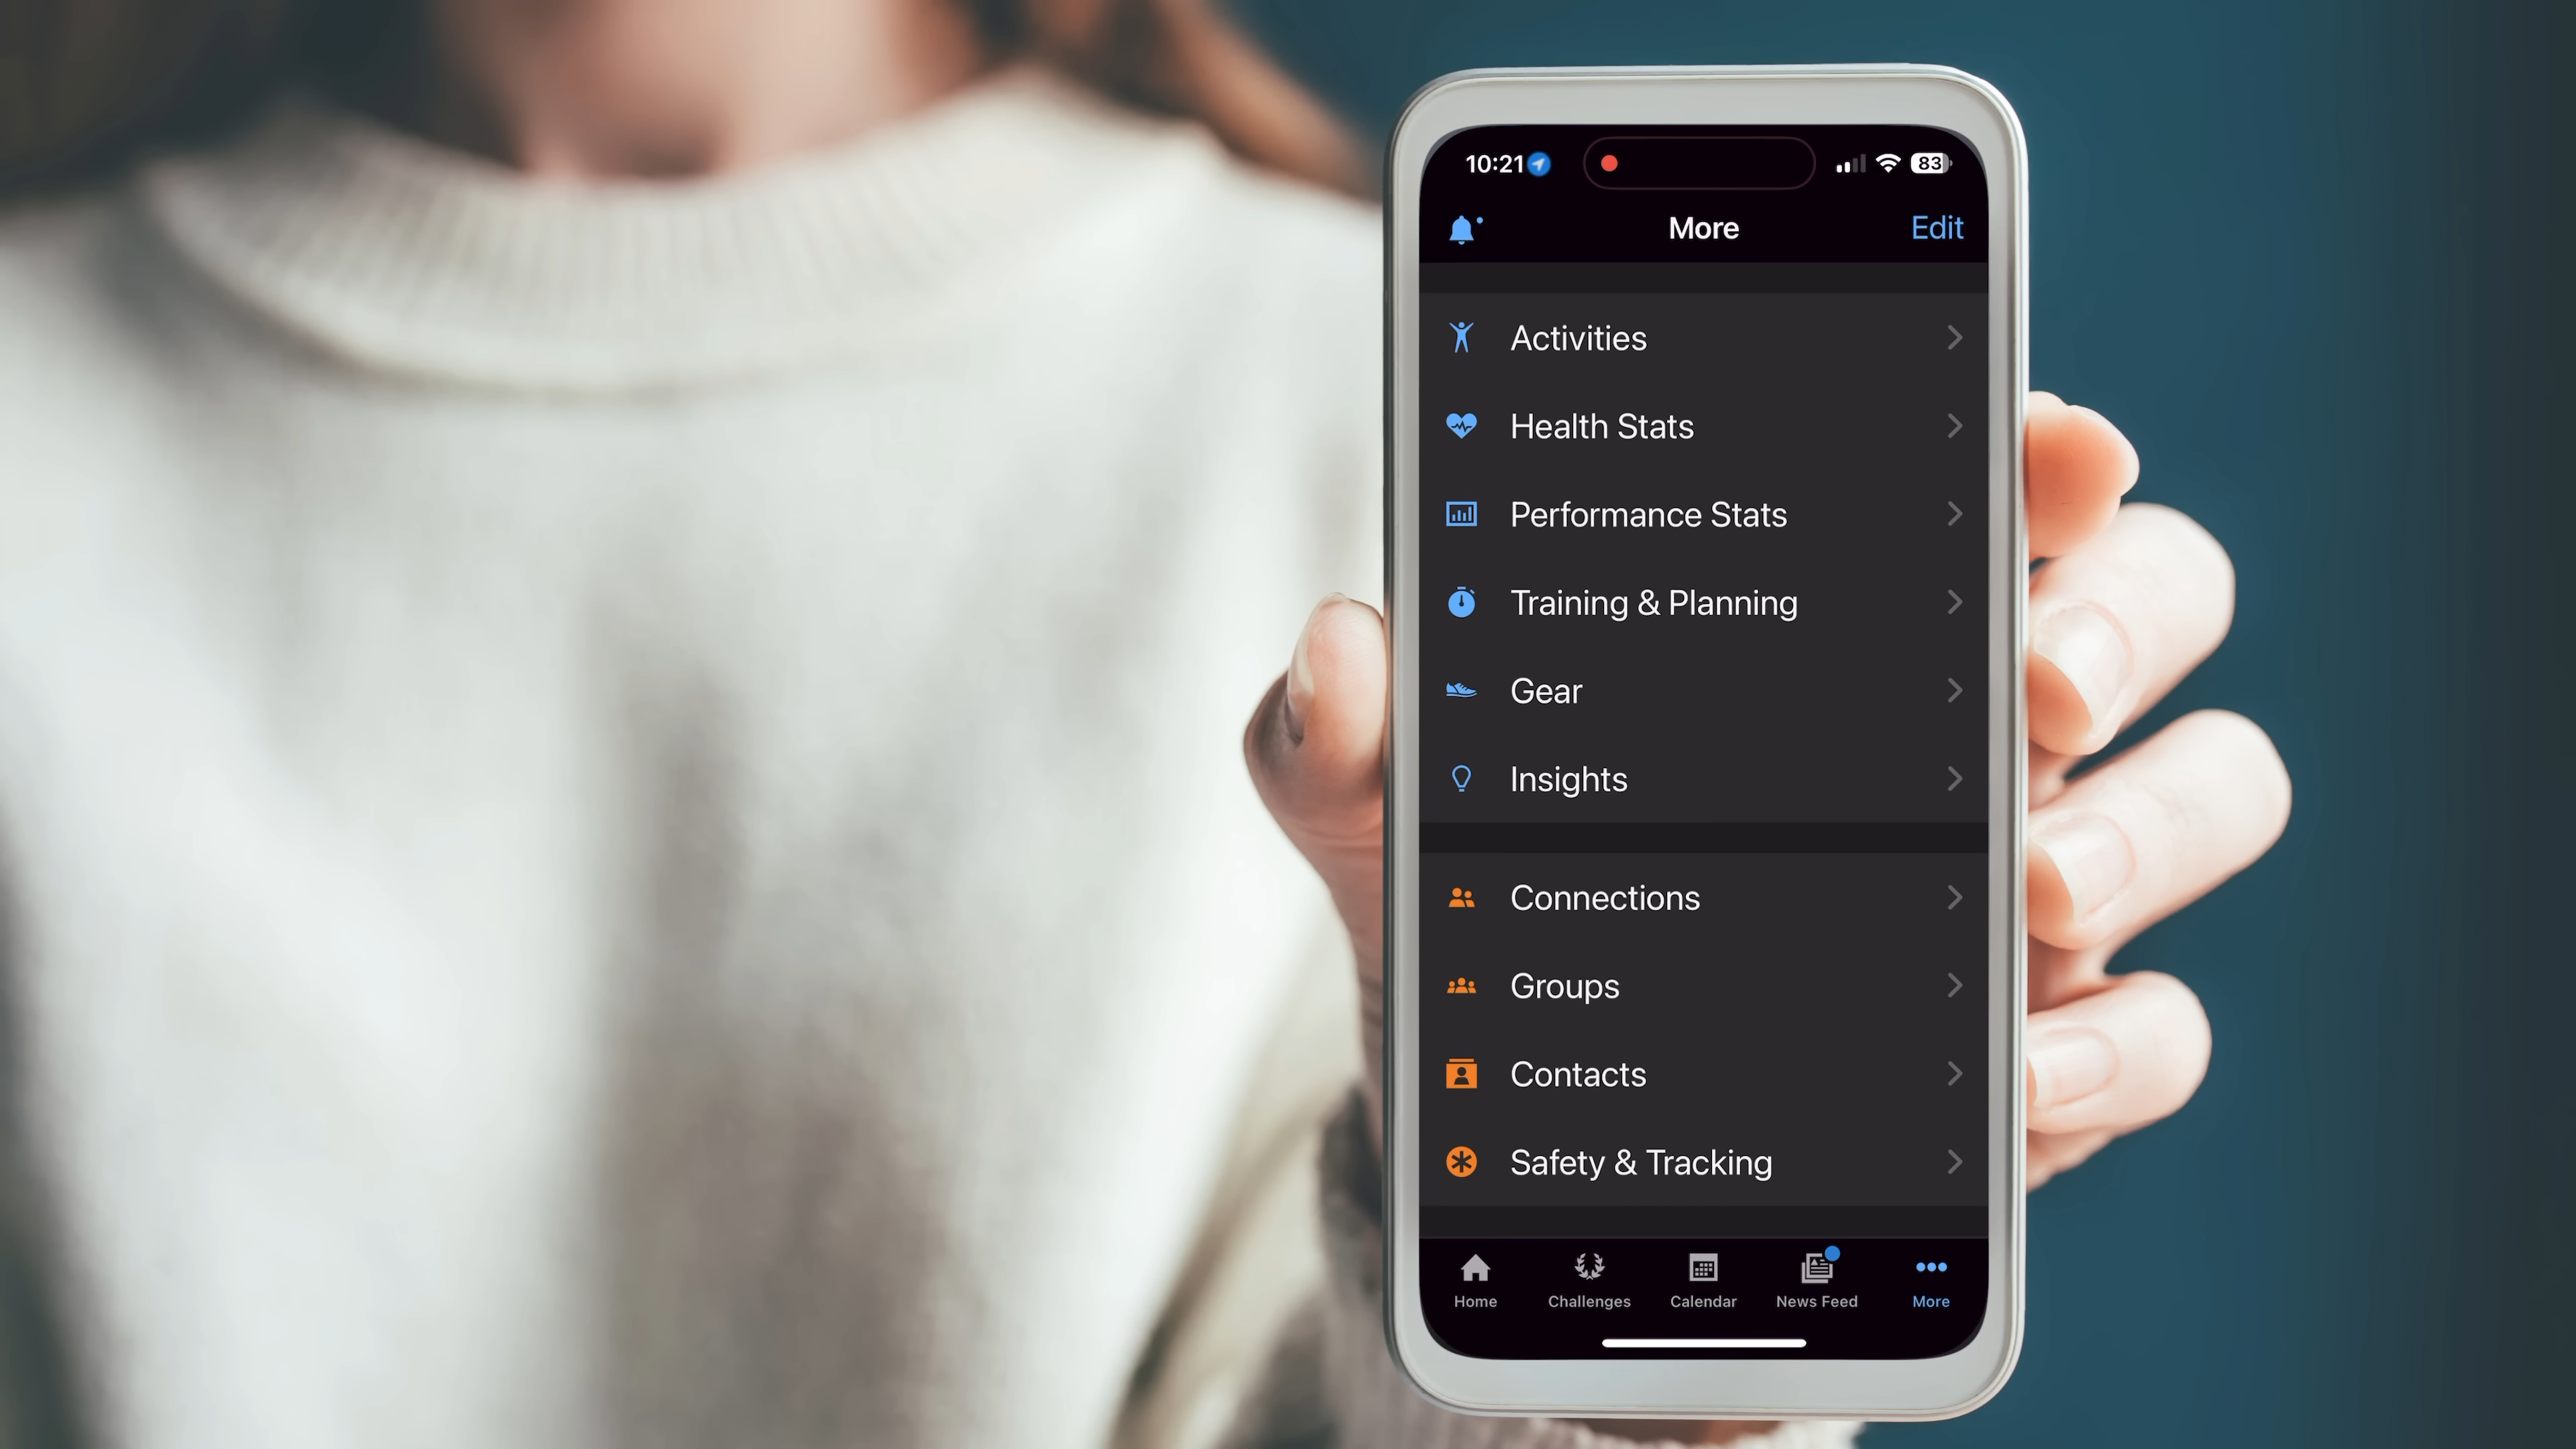 10:21
83
More
Edit
Activities
Health Stats
Performance Stats
Training & Planning
Gear
Insights
Connections
Groups
Contacts
Safety & Tracking
Home
Challenges
Calendar
News Feed
More